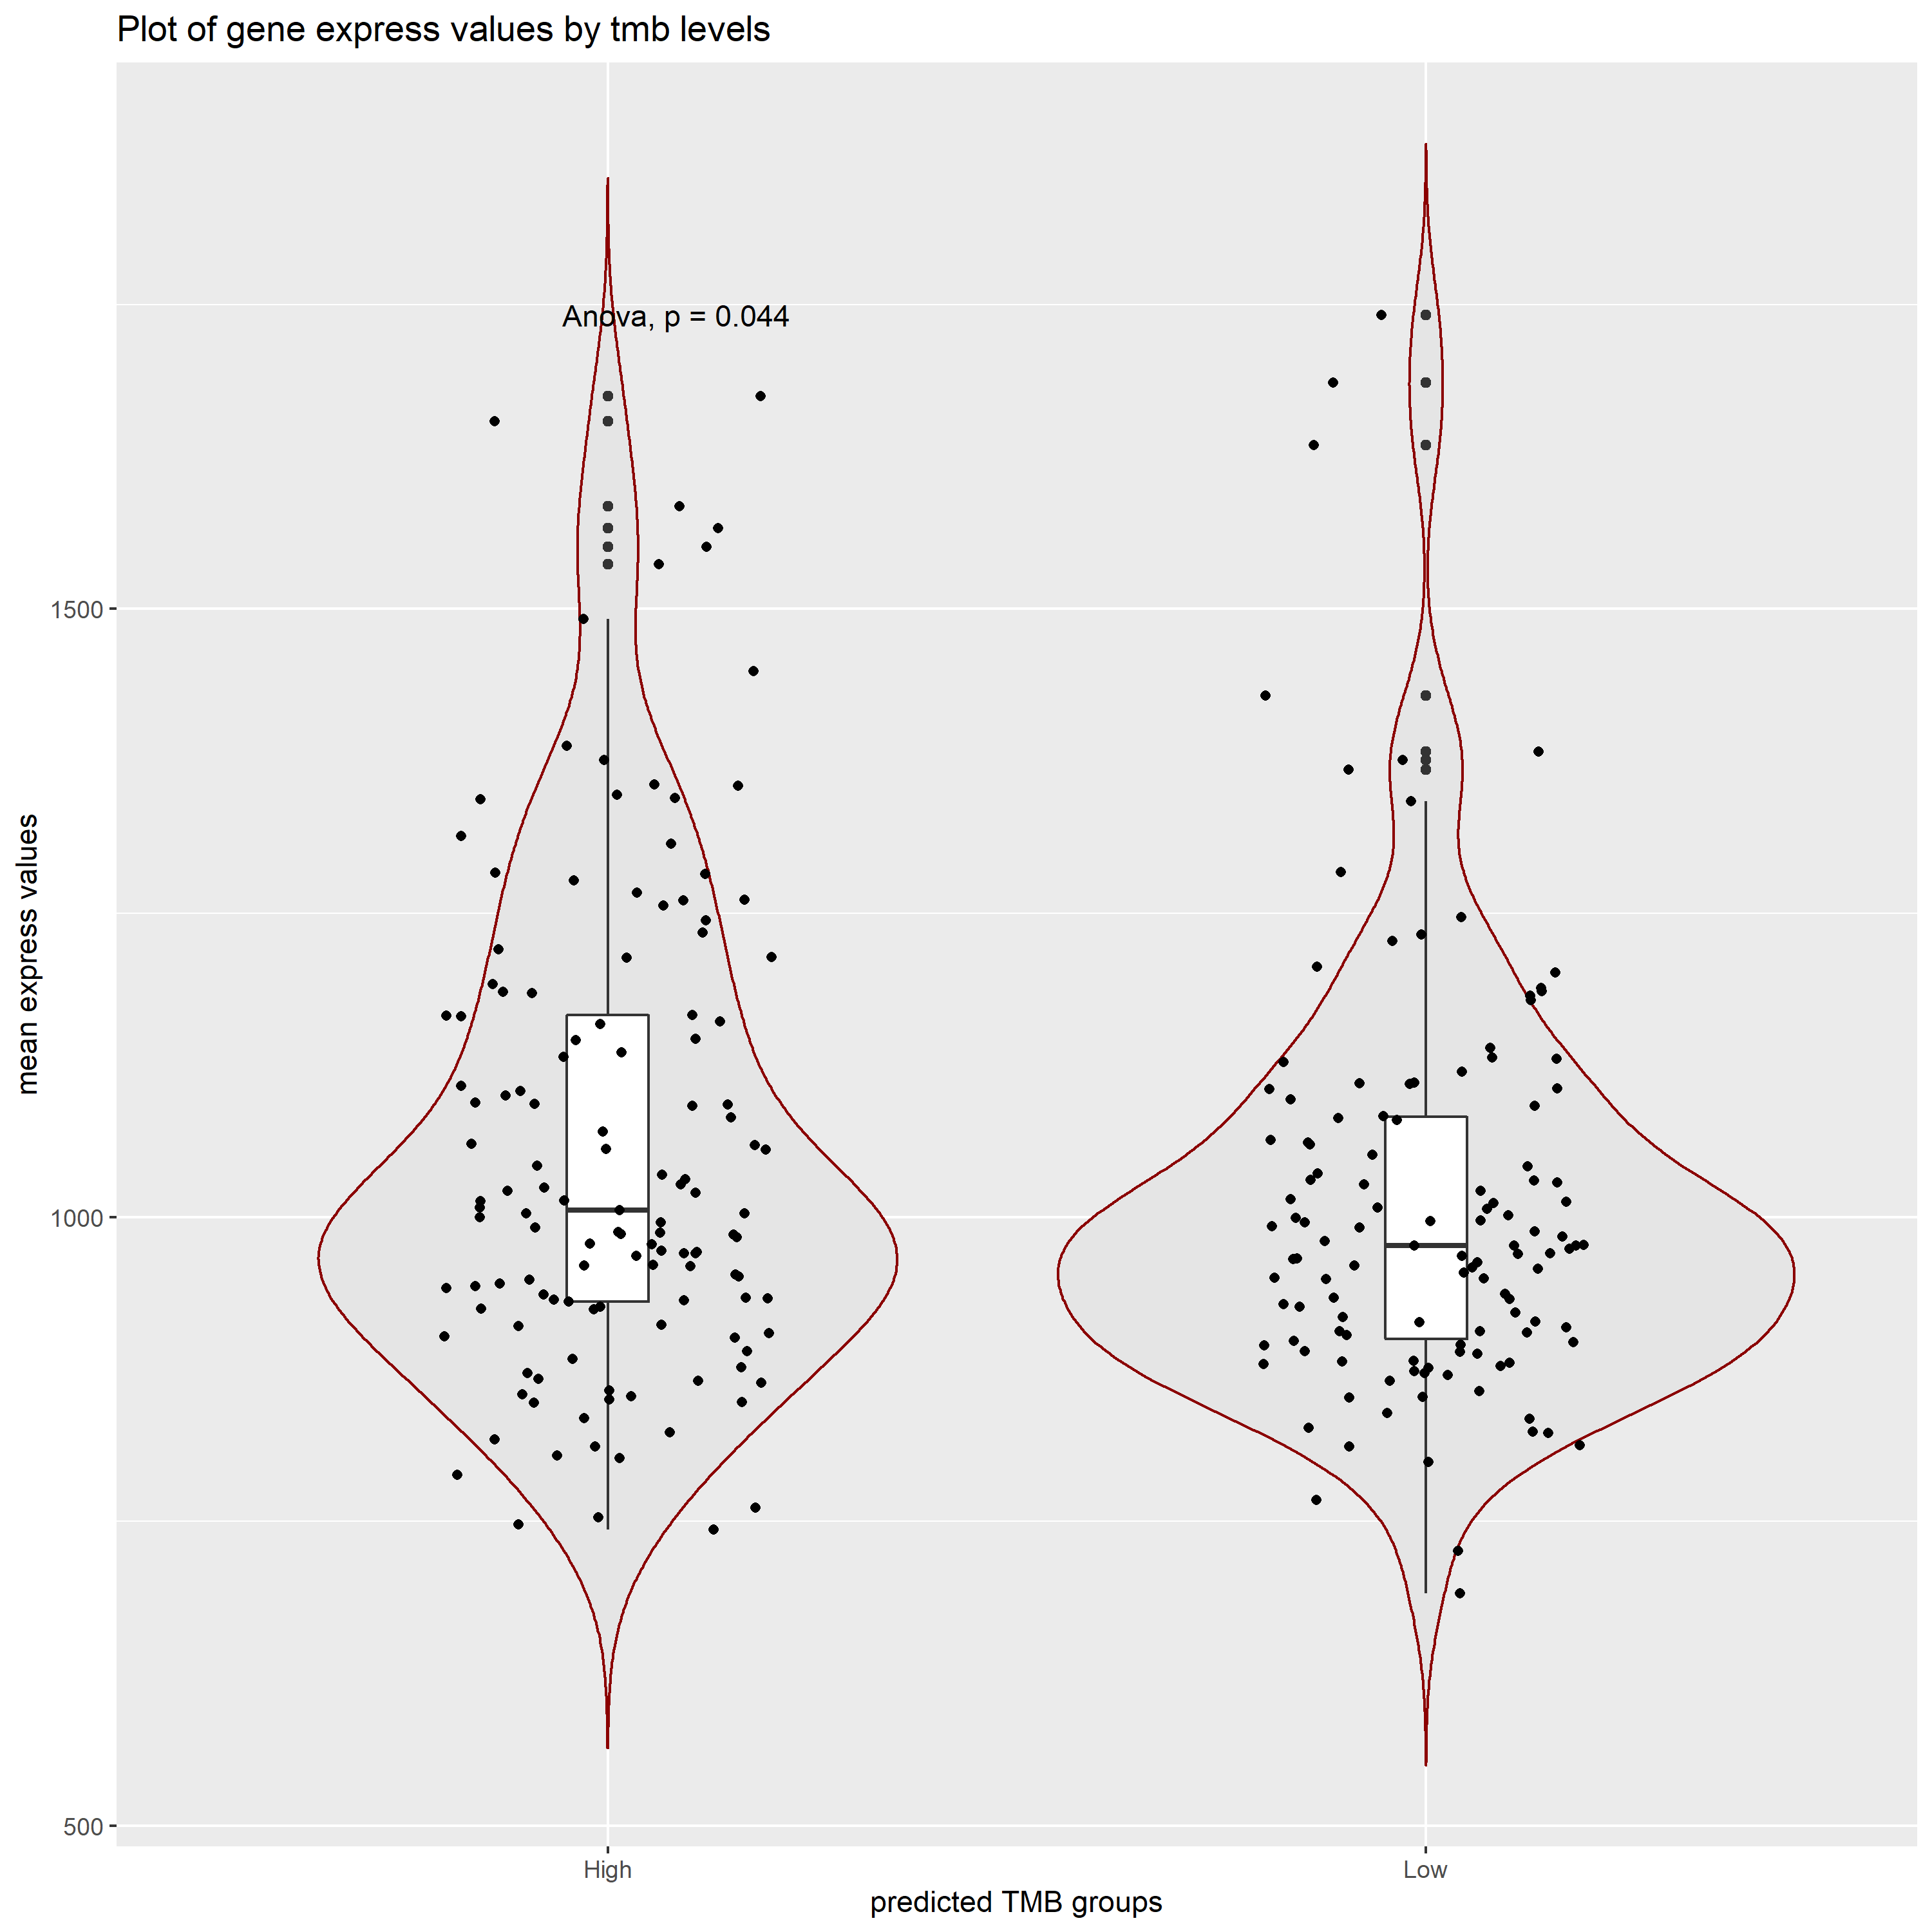 Plot of gene express values by tmb levels
Anova, p = 0.044
mean express values
1500
1000
500
High
Low
predicted TMB groups